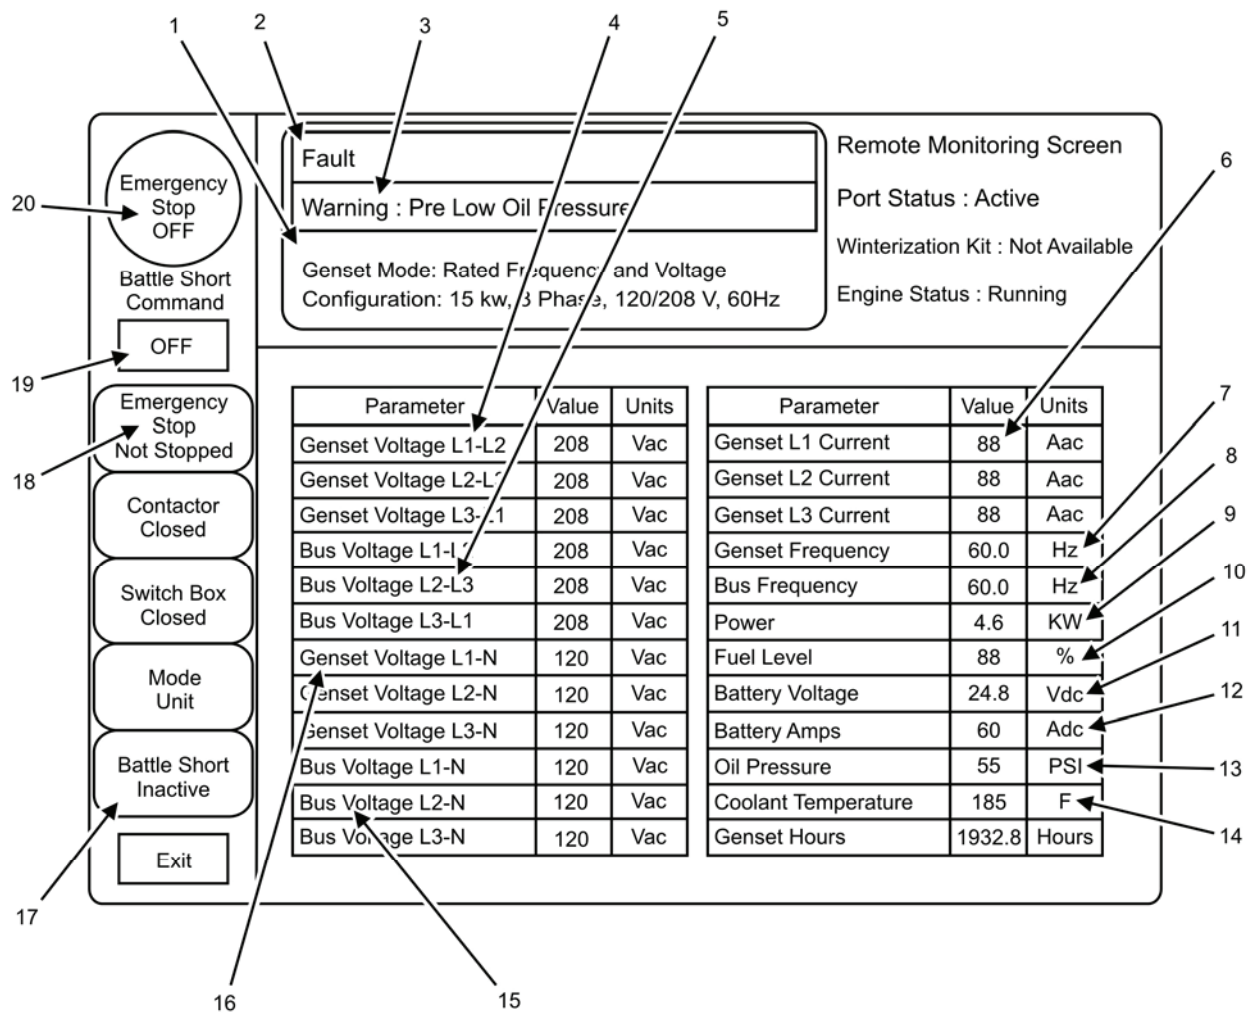 1
2
3
4
5
6
7
8
9
10
11
12
13
14
15
16
17
18
19
20
Emergency
Stop
OFF
Battle Short
Command
OFF
Emergency
Stop
Not Stopped
Contactor
Closed
Switch Box
Closed
Mode
Unit
Battle Short
Inactive
Exit
Fault
Warning : Pre Low Oil Pressure
Genset Mode: Rated Frequency and Voltage
Configuration: 15 kw, 3 Phase, 120/208 V, 60Hz
Remote Monitoring Screen
Port Status : Active
Winterization Kit : Not Available
Engine Status : Running
Parameter Value Units
Genset Voltage L1-L2 208 Vac
Genset Voltage L2-L3 208 Vac
Genset Voltage L3-L1 208 Vac
Bus Voltage L1-L2 208 Vac
Bus Voltage L2-L3 208 Vac
Bus Voltage L3-L1 208 Vac
Genset Voltage L1-N 120 Vac
Genset Voltage L2-N 120 Vac
Genset Voltage L3-N 120 Vac
Bus Voltage L1-N 120 Vac
Bus Voltage L2-N 120 Vac
Bus Voltage L3-N 120 Vac
Parameter Value Units
Genset L1 Current 88 Aac
Genset L2 Current 88 Aac
Genset L3 Current 88 Aac
Genset Frequency 60.0 Hz
Bus Frequency 60.0 Hz
Power 4.6 KW
Fuel Level 88 %
Battery Voltage 24.8 Vdc
Battery Amps 60 Adc
Oil Pressure 55 PSI
Coolant Temperature 185 F
Genset Hours 1932.8 Hours